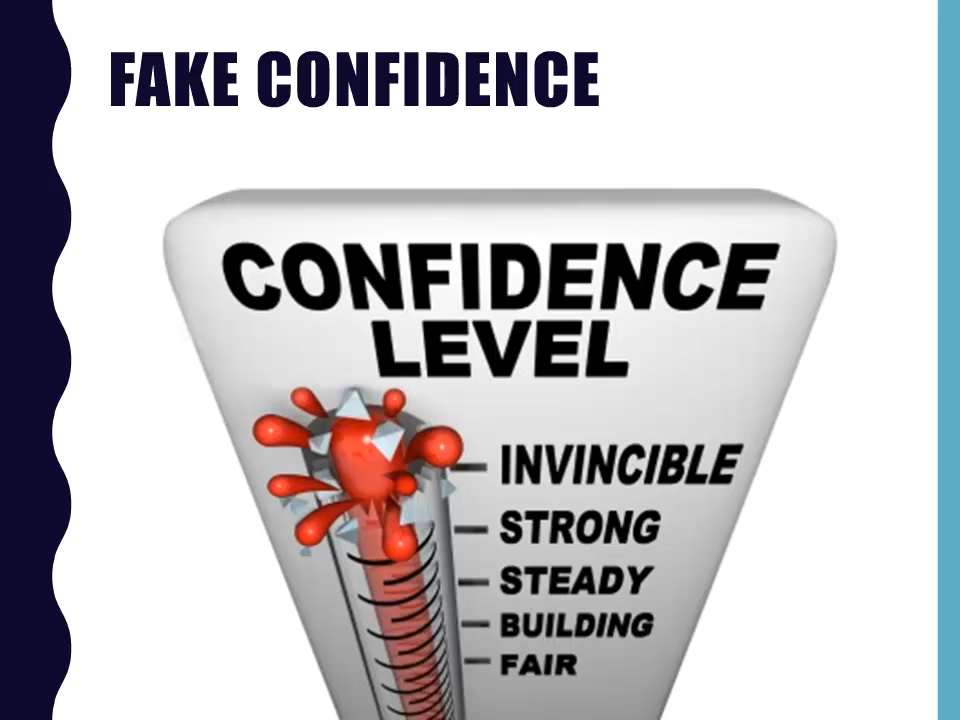 FAKE CONFIDENCE
CONFIDENCE
LEVEL
INVINCIBLE
STRONG
STEADY
BUILDING
FAIR